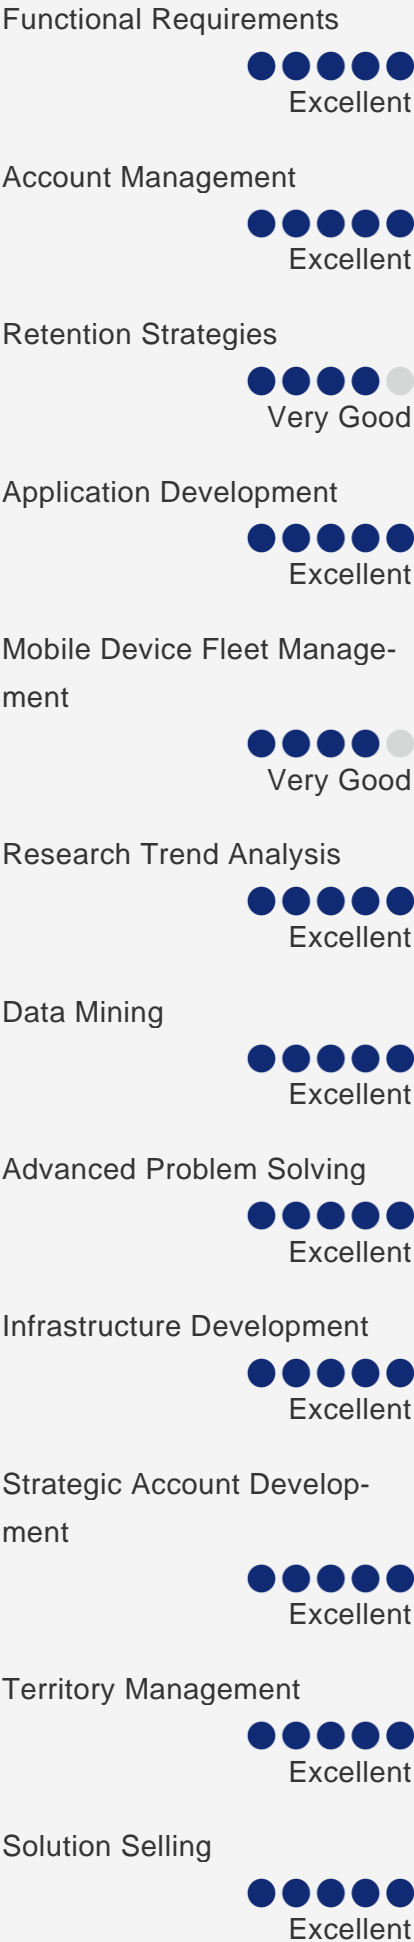 Functional Requirements
Excellent
Account Management
Excellent
Retention Strategies
Very Good
Application Development
Excellent
Mobile Device Fleet Manage-
ment
Very Good
Research Trend Analysis
Excellent
Data Mining
Excellent
Advanced Problem Solving
Excellent
Infrastructure Development
Excellent
Strategic Account Develop-
ment
Excellent
Territory Management
Excellent
Solution Selling
Excellent